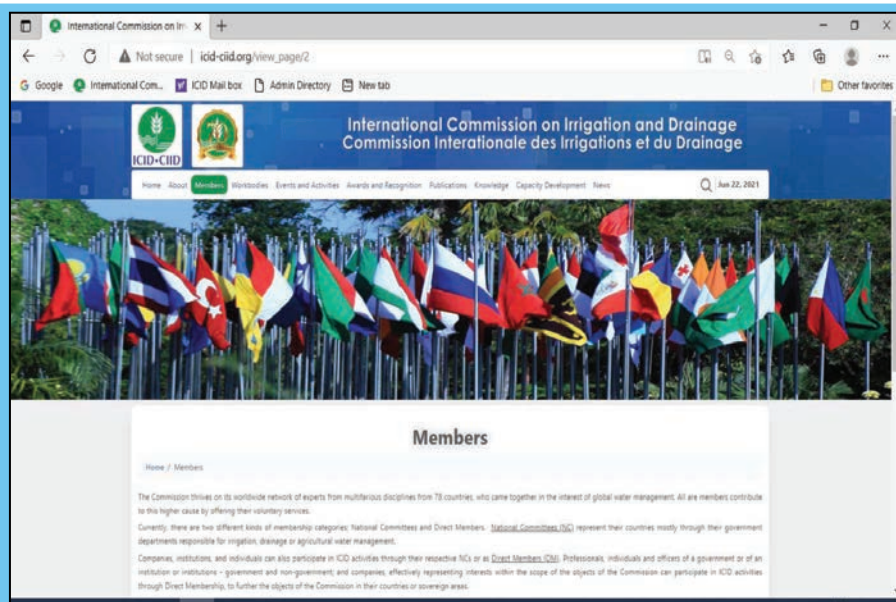 International Commission on Irr
Not secure | icid-ciid.org/view_page/2
Google International Com... ICID Mail box Admin Directory New tab Other favorites
ICID•CIID
International Commission on Irrigation and Drainage
Commission Interationale des Irrigations et du Drainage
Home About Members Workbodies Events and Activities Awards and Recognition Publications Knowledge Capacity Development News Jun 22, 2021
Members
Home / Members
The Commission thrives on its worldwide network of experts from multifarious disciplines from 78 countries, who came together in the interest of global water management. All are members contribute
to this higher cause by offering their voluntary services.
Currently, there are two different kinds of membership categories; National Committees and Direct Members. National Committees (NC) represent their countries mostly through their government
departments responsible for irrigation, drainage or agricultural water management.
Companies, institutions, and individuals can also participate in ICID activities through their respective NCs or as Direct Members (DM). Professionals, individuals and officers of a government or of an
institution or institutions - government and non-government; and companies, effectively representing interests within the scope of the objects of the Commission can participate in ICID activities
through Direct Membership, to further the objects of the Commission in their countries or sovereign areas.